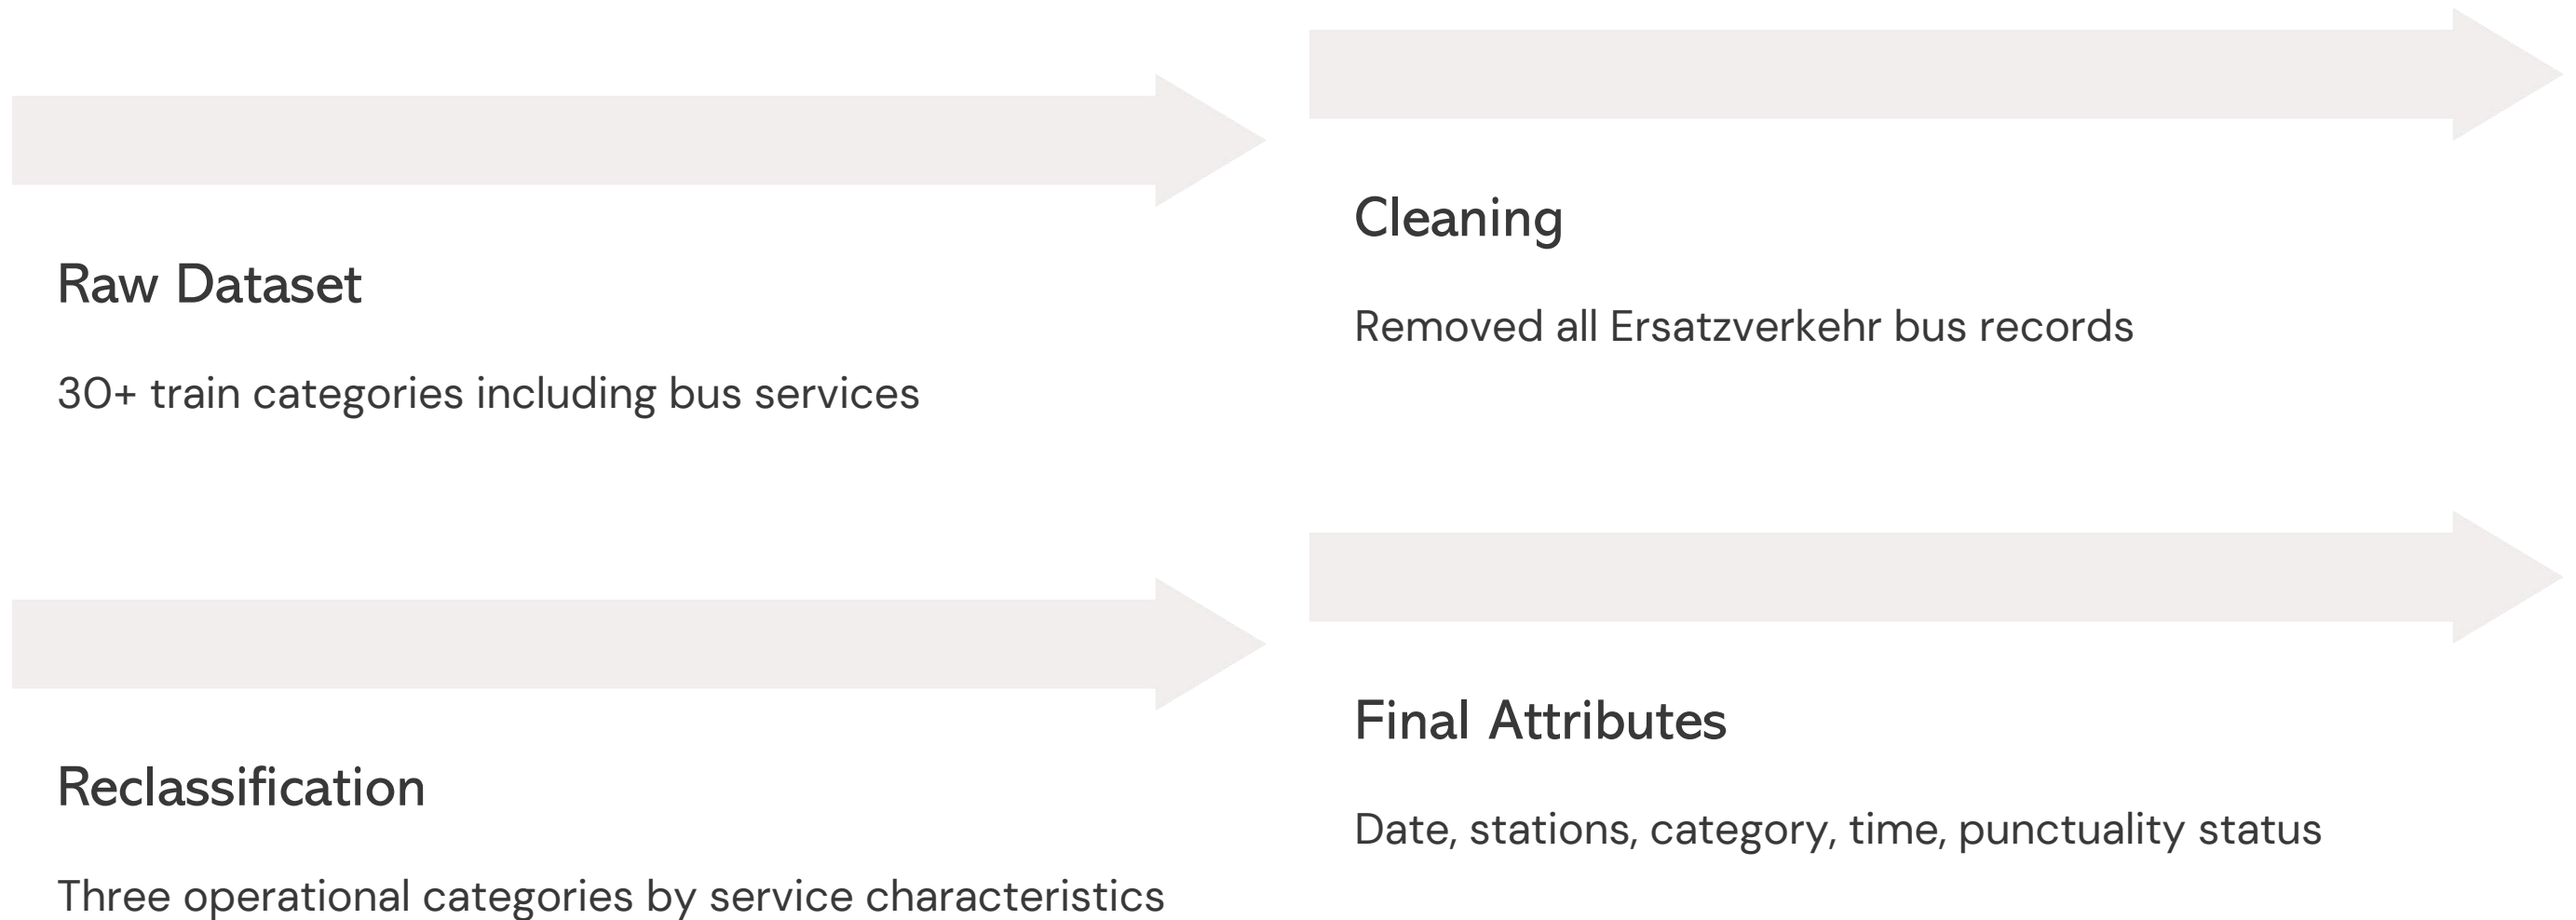 Raw Dataset
30+ train categories including bus services
Cleaning
Removed all Ersatzverkehr bus records
Reclassification
Three operational categories by service characteristics
Final Attributes
Date, stations, category, time, punctuality status